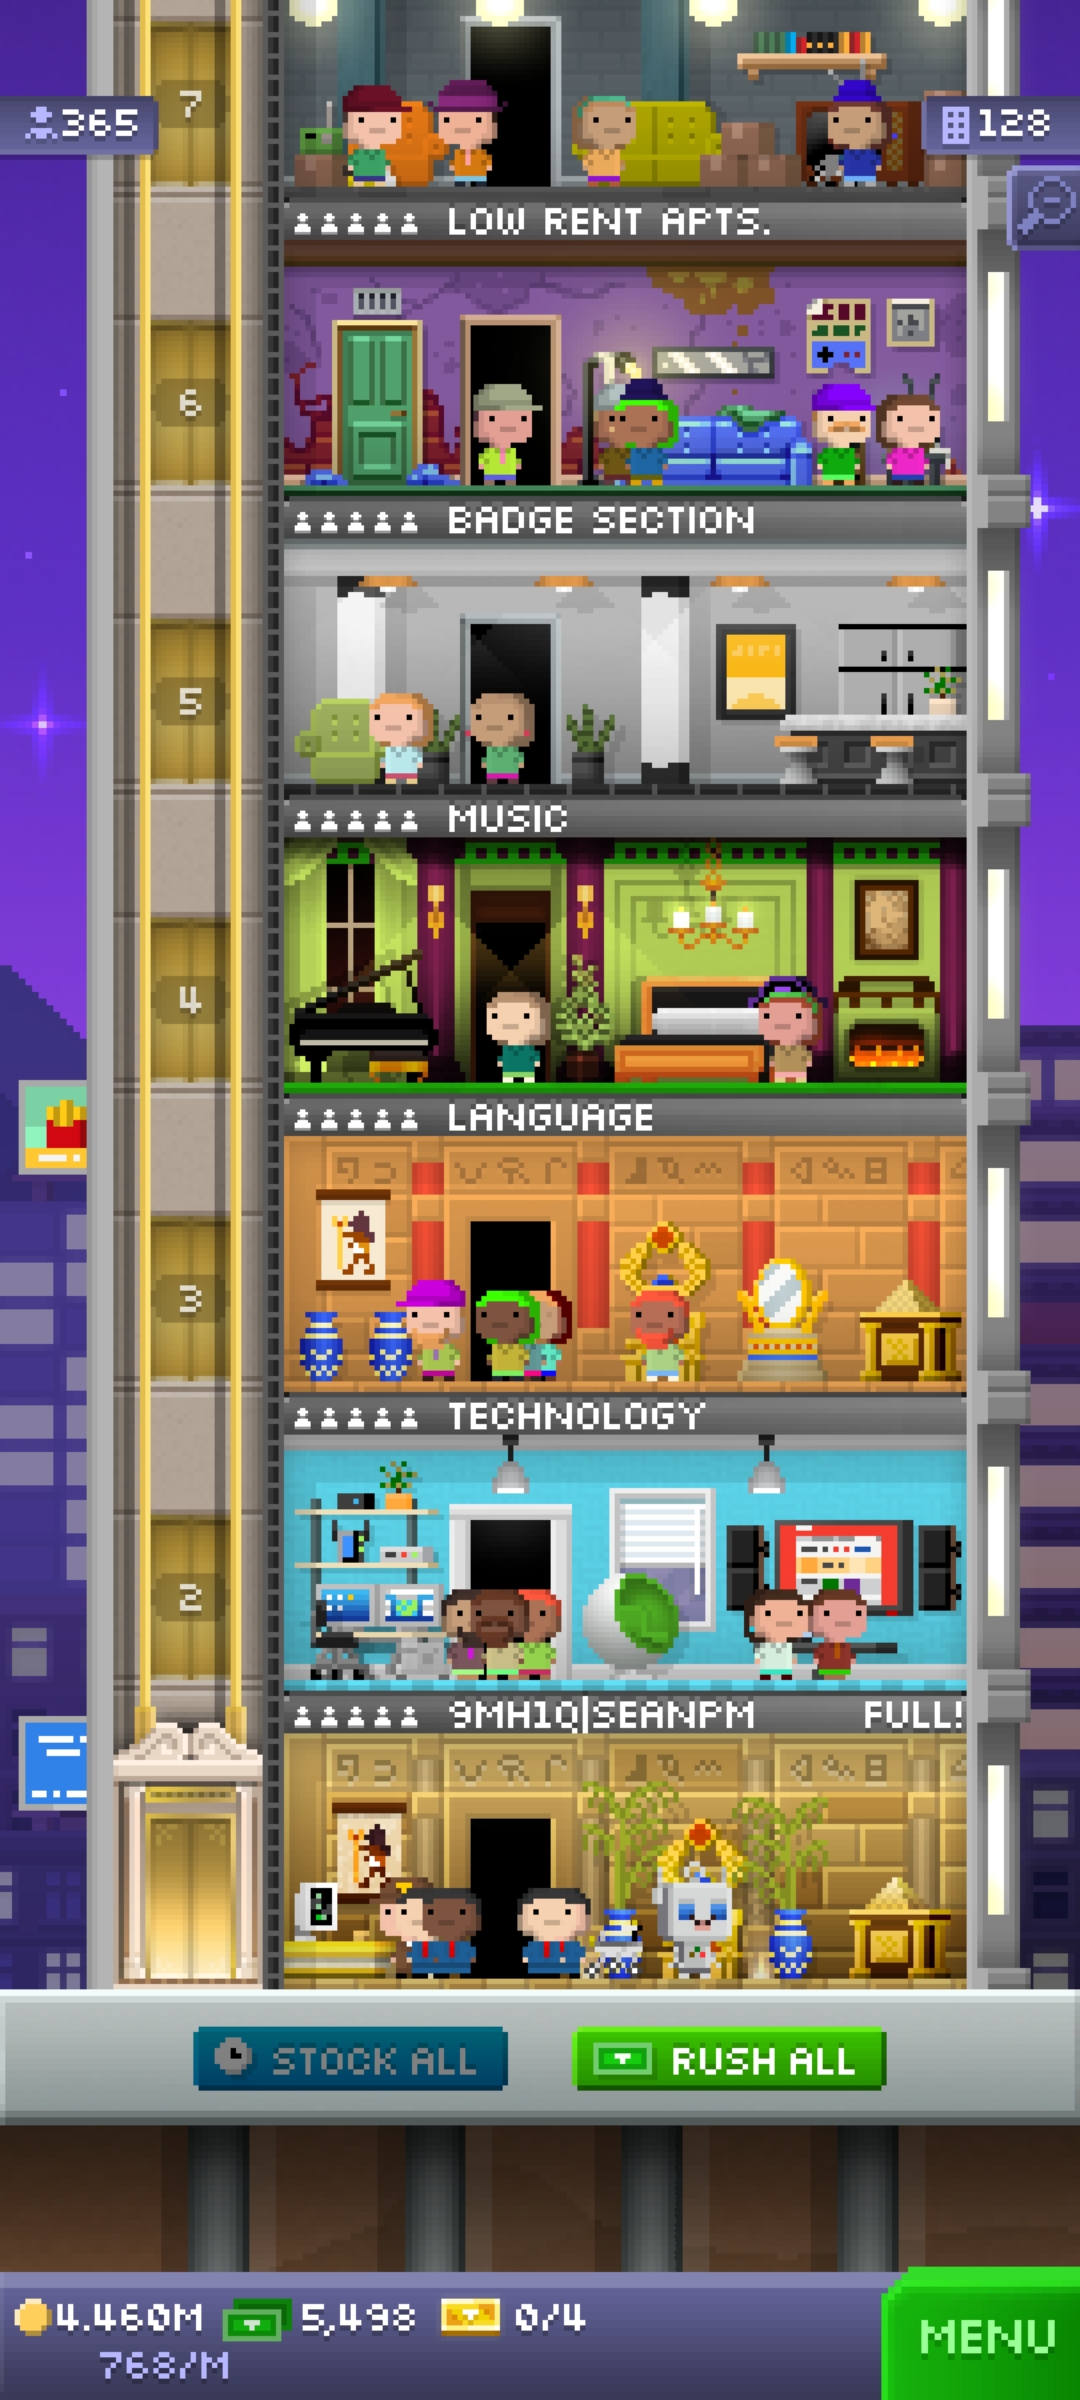 7
365
128
LOW RENT APTS.
6
BADGE SECTION
5
MUSIC
4
LANGUAGE
3
TECHNOLOGY
2
9MH1Q|SEANPM FULL!
STOCK ALL
RUSH ALL
4.460M 5,498 0/4
768/M
MENU